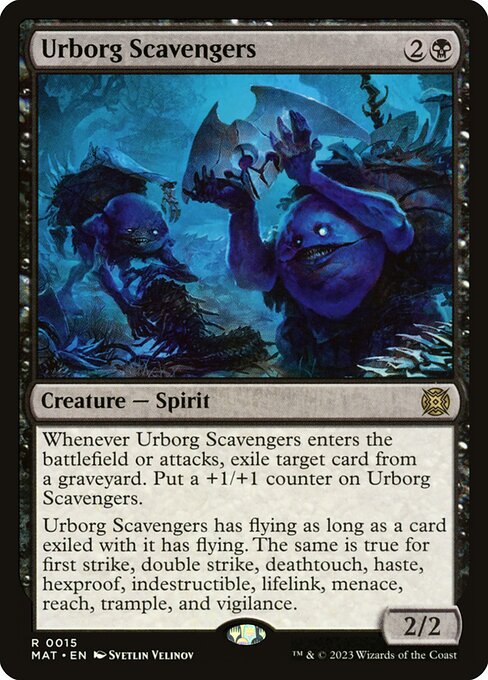 Urborg Scavengers 2
Creature — Spirit
Whenever Urborg Scavengers enters the
battlefield or attacks, exile target card from
a graveyard. Put a +1/+1 counter on Urborg
Scavengers.
Urborg Scavengers has flying as long as a card
exiled with it has flying. The same is true for
first strike, double strike, deathtouch, haste,
hexproof, indestructible, lifelink, menace,
reach, trample, and vigilance.
2/2
R 0015
MAT • EN Svetlin Velinov
™ & © 2023 Wizards of the Coast